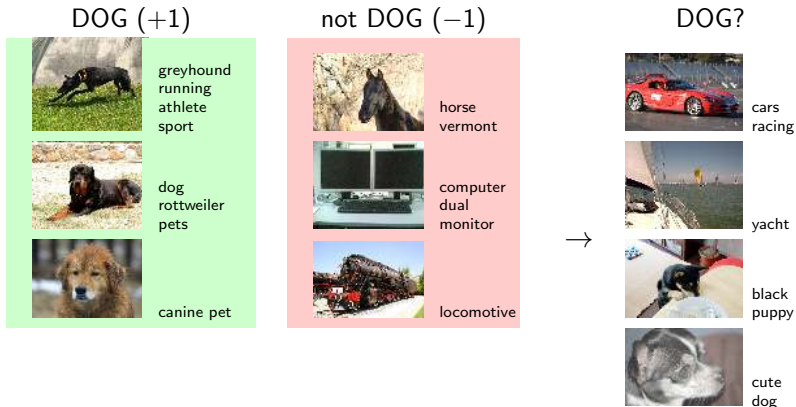 DOG (+1)
greyhound
running
athlete
sport
dog
rottweiler
pets
canine pet
not DOG (−1)
horse
vermont
computer
dual
monitor
locomotive
→
DOG?
cars
racing
yacht
black
puppy
cute
dog